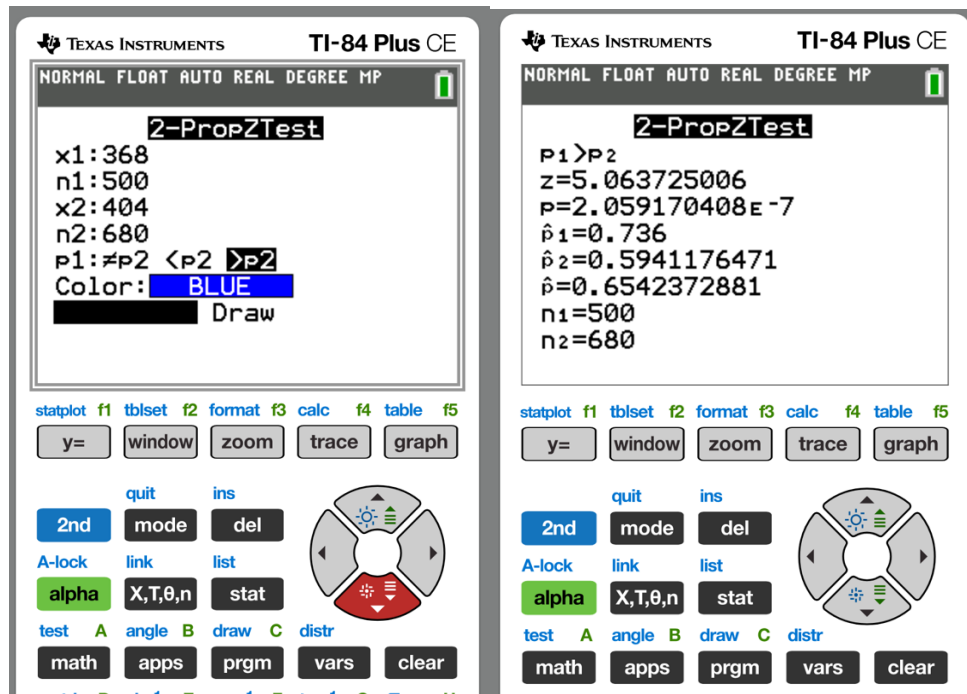 TEXAS INSTRUMENTS TI-84 Plus CE
NORMAL FLOAT AUTO REAL DEGREE MP
2-PropZTest
x1:368
n1:500
x2:404
n2:680
p1:≠p2 <p2 >p2
Color: BLUE
Draw
statplot f1 tblset f2 format f3 calc f4 table f5
y= window zoom trace graph
quit ins
2nd mode del
A-lock link list
alpha X,T,θ,n stat
test A angle B draw C distr
math apps prgm vars clear
TEXAS INSTRUMENTS TI-84 Plus CE
NORMAL FLOAT AUTO REAL DEGREE MP
2-PropZTest
p1>p2
z=5.063725006
p=2.059170408ᴇ-7
p̂1=0.736
p̂2=0.5941176471
p̂=0.6542372881
n1=500
n2=680
statplot f1 tblset f2 format f3 calc f4 table f5
y= window zoom trace graph
quit ins
2nd mode del
A-lock link list
alpha X,T,θ,n stat
test A angle B draw C distr
math apps prgm vars clear